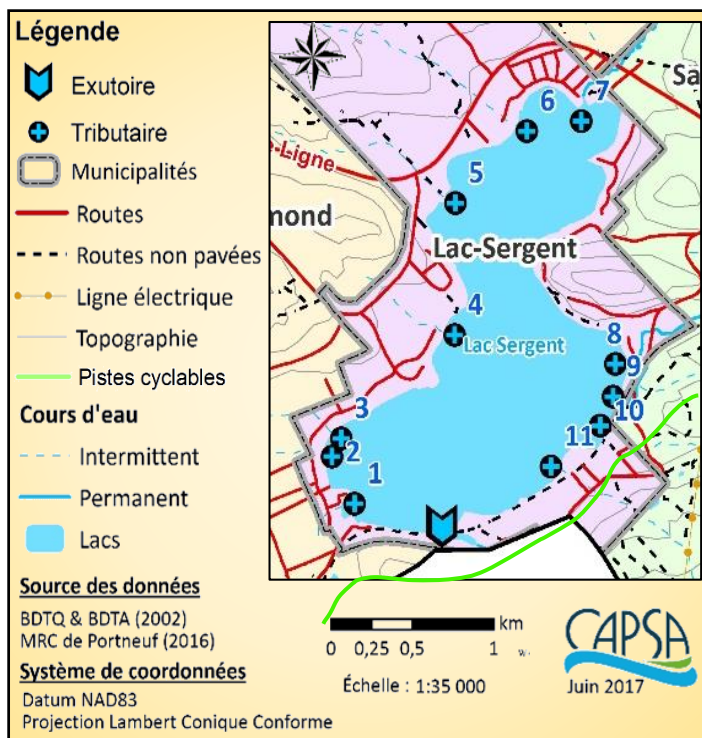 Légende
Exutoire
Tributaire
Municipalités
Routes
Routes non pavées
Ligne électrique
Topographie
Pistes cyclables
Cours d'eau
Intermittent
Permanent
Lacs
Source des données
BDTQ & BDTA (2002)
MRC de Portneuf (2016)
Système de coordonnées
Datum NAD83
Projection Lambert Conique Conforme
6
7
Sa
-Ligne
5
mond
Lac-Sergent
4
8
Lac Sergent
9
10
3
11
2
1
km
0 0,25 0,5 1
Échelle : 1:35 000
CAPSA
Juin 2017